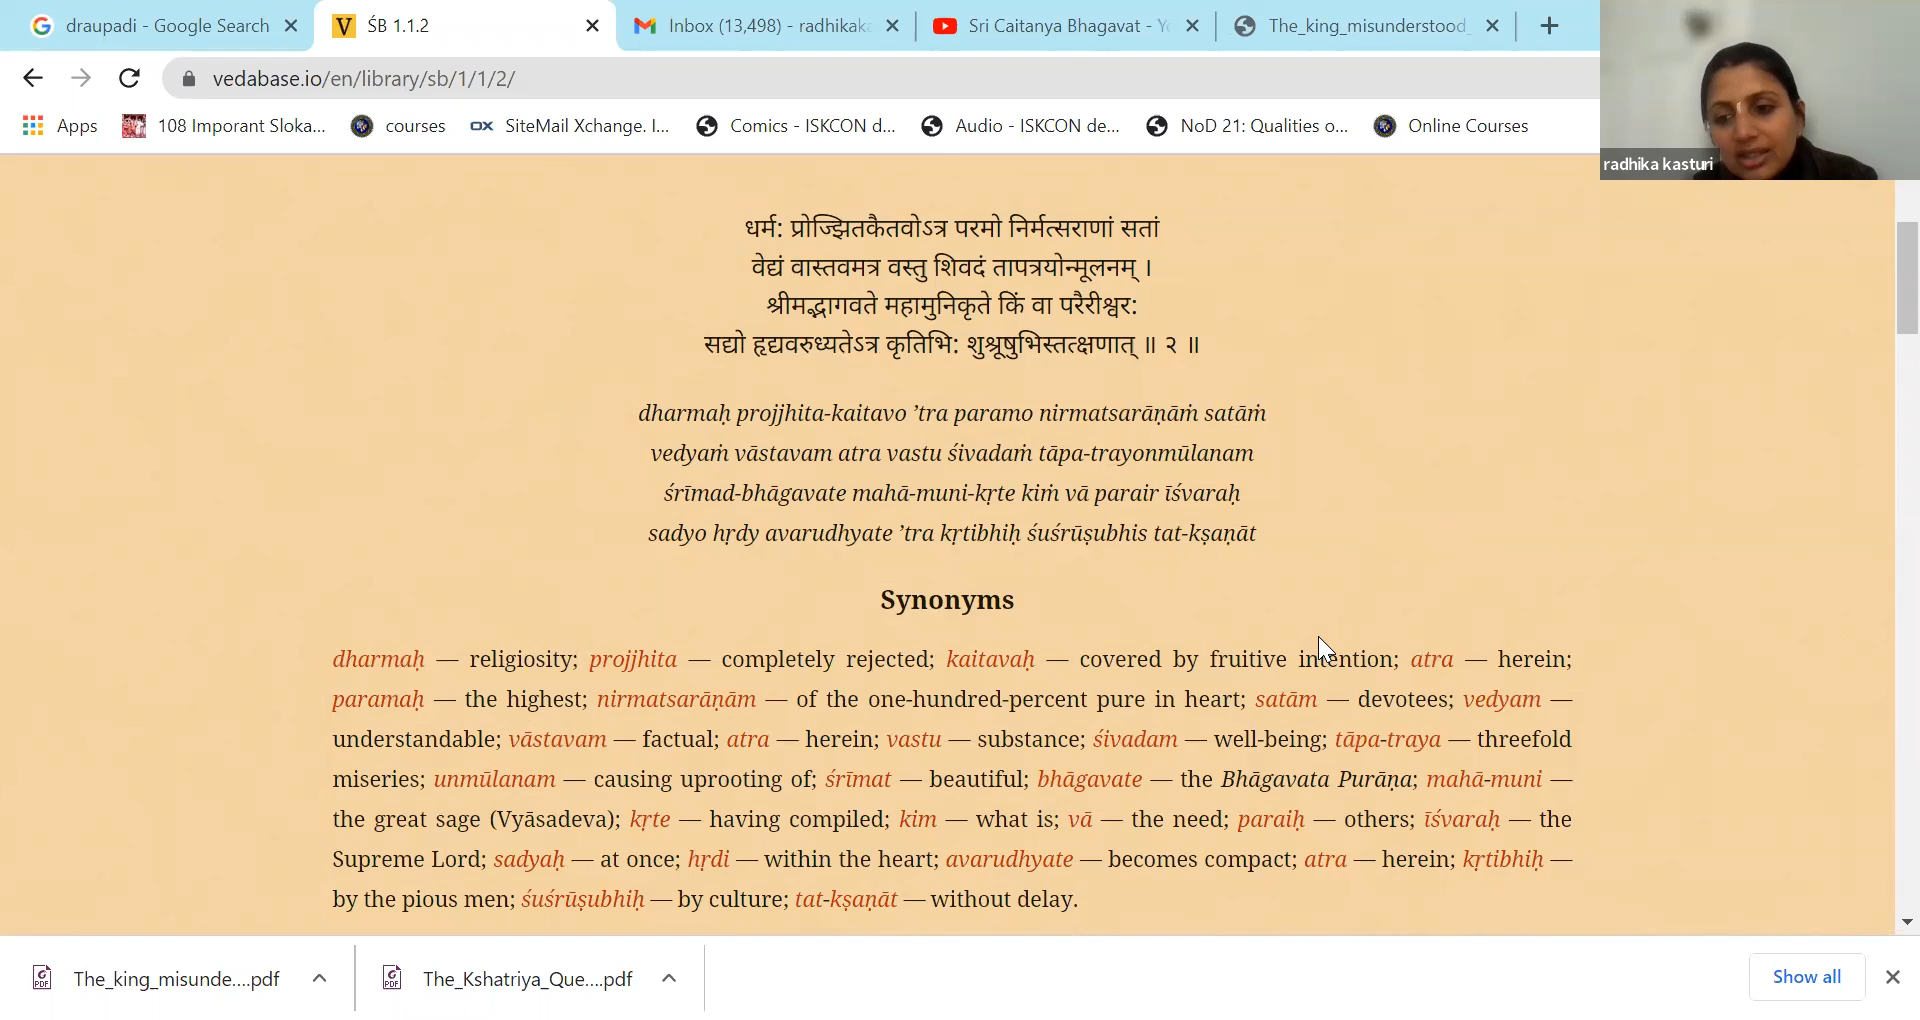 draupadi - Google Search
ŚB 1.1.2
Inbox (13,498) - radhikaka
Sri Caitanya Bhagavat - Yo
The_king_misunderstood_
vedabase.io/en/library/sb/1/1/2/
Apps
108 Imporant Sloka...
courses
OX SiteMail Xchange. I...
Comics - ISKCON d...
Audio - ISKCON de...
NoD 21: Qualities o...
Online Courses
radhika kasturi
धर्म: प्रोज्झितकैतवोऽत्र परमो निर्मत्सराणां सतां
वेद्यं वास्तवमत्र वस्तु शिवदं तापत्रयोन्मूलनम् ।
श्रीमद्भागवते महामुनिकृते किं वा परैरीश्वर:
सद्यो हृद्यवरुध्यतेऽत्र कृतिभि: शुश्रूषुभिस्तत्क्षणात् ॥ २ ॥
dharmaḥ projjhita-kaitavo ’tra paramo nirmatsarāṇāṁ satāṁ
vedyaṁ vāstavam atra vastu śivadaṁ tāpa-trayonmūlanam
śrīmad-bhāgavate mahā-muni-kṛte kiṁ vā parair īśvaraḥ
sadyo hṛdy avarudhyate ’tra kṛtibhiḥ śuśrūṣubhis tat-kṣaṇāt
Synonyms
dharmaḥ — religiosity; projjhita — completely rejected; kaitavaḥ — covered by fruitive intention; atra — herein;
paramaḥ — the highest; nirmatsarāṇām — of the one-hundred-percent pure in heart; satām — devotees; vedyam —
understandable; vāstavam — factual; atra — herein; vastu — substance; śivadam — well-being; tāpa-traya — threefold
miseries; unmūlanam — causing uprooting of; śrīmat — beautiful; bhāgavate — the Bhāgavata Purāṇa; mahā-muni —
the great sage (Vyāsadeva); kṛte — having compiled; kim — what is; vā — the need; paraiḥ — others; īśvaraḥ — the
Supreme Lord; sadyaḥ — at once; hṛdi — within the heart; avarudhyate — becomes compact; atra — herein; kṛtibhiḥ —
by the pious men; śuśrūṣubhiḥ — by culture; tat-kṣaṇāt — without delay.
The_king_misunde....pdf
The_Kshatriya_Que....pdf
Show all